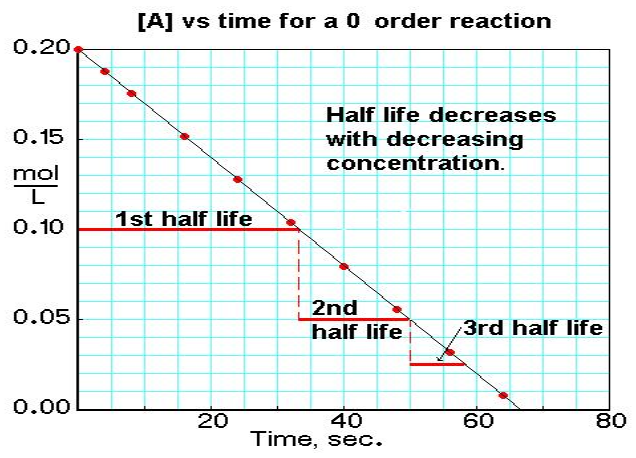 [A] vs time for a 0 order reaction
0.20
Half life decreases
with decreasing
concentration.
0.15
mol
L
1st half life
0.10
2nd
half life
3rd half life
0.05
0.00
20
40
60
80
Time, sec.